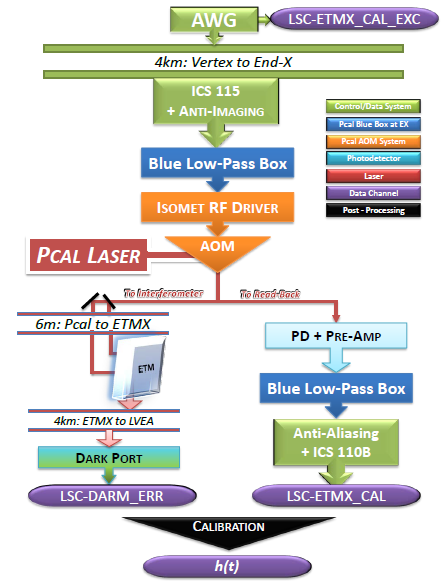 AWG
LSC-ETMX_CAL_EXC
4km: Vertex to End-X
ICS 115
+ ANTI-IMAGING
Control/Data System
Pcal Blue Box at EX
Pcal AOM System
Photodetector
Laser
Data Channel
Post - Processing
Blue Low-Pass Box
ISOMET RF DRIVER
PCAL LASER
AOM
To Interferometer
To Read-Back
6m: Pcal to ETMX
ETM
PD + PRE-AMP
Blue Low-Pass Box
4km: ETMX to LVEA
Anti-Aliasing
+ ICS 110B
DARK PORT
LSC-DARM_ERR
LSC-ETMX_CAL
CALIBRATION
h(t)